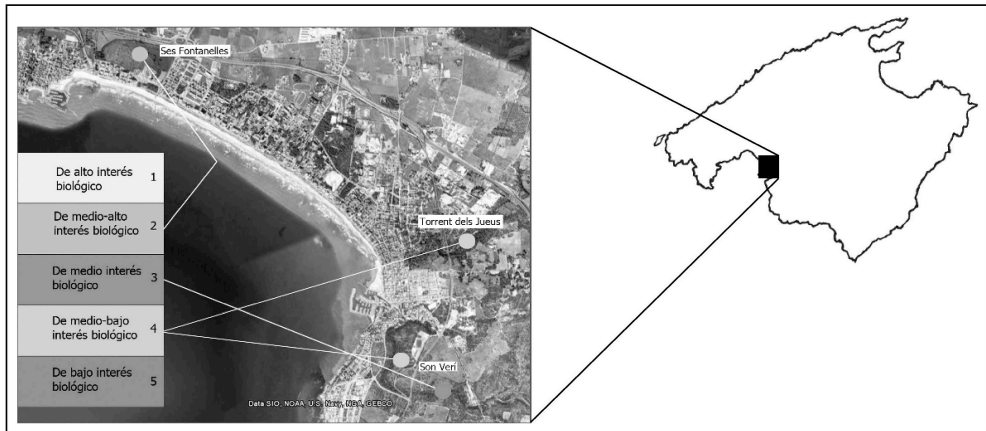 Ses Fontanelles
De alto interés
biológico
1
De medio-alto
interés biológico
2
Torrent dels Jueus
De medio interés
biológico
3
De medio-bajo
interés biológico
4
Son Verí
De bajo interés
biológico
5
Data SIO, NOAA, U.S. Navy, NGA, GEBCO